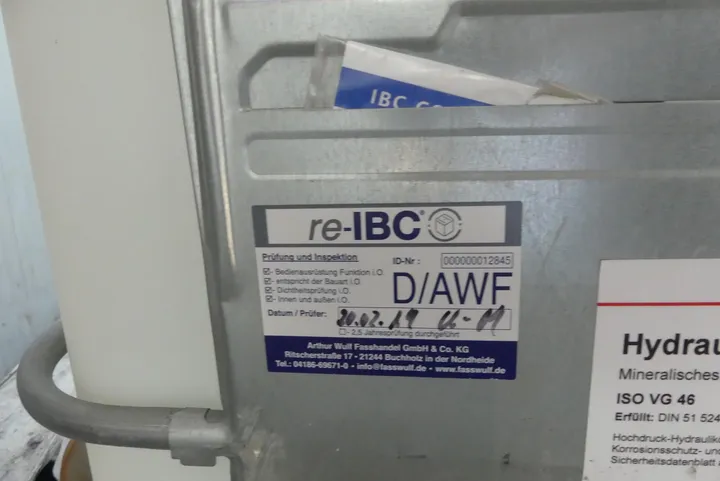 IBC
re-IBC®
Prüfung und Inspektion
ID-Nr.: 000000012845
☑- Bedienausrüstung Funktion i.O.
☑- entspricht der Bauart i.O.
☑- Dichtheitsprüfung i.O.
☑- Innen und außen i.O.
D/AWF
Datum / Prüfer: 20.02.19 U-M
☐- 2,5 Jahresprüfung durchgeführt
Arthur Wulf Fasshandel GmbH & Co. KG
Ritscherstraße 17 - 21244 Buchholz in der Nordheide
Tel.: 04186-69671-0 • info@fasswulf.de • www.fasswulf.de
Hydrau
Mineralisches
ISO VG 46
Erfüllt: DIN 51 524
Hochdruck-Hydraulik
Korrosionsschutz- und
Sicherheitsdatenblatt